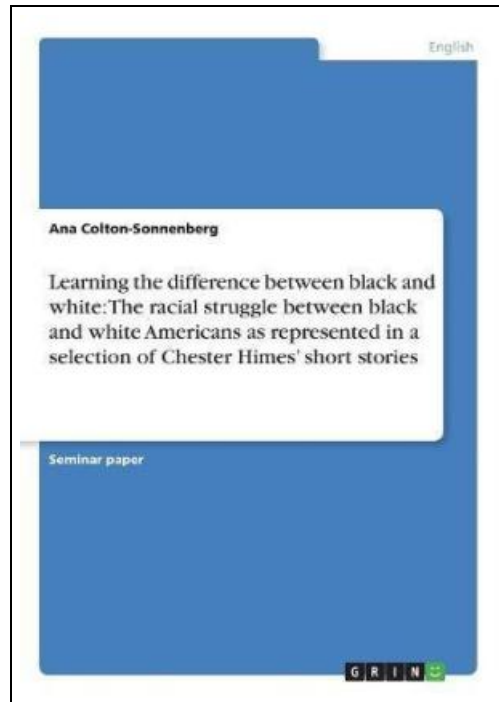 English
Ana Colton-Sonnenberg
Learning the difference between black and
white: The racial struggle between black
and white Americans as represented in a
selection of Chester Himes' short stories
Seminar paper
GRIN